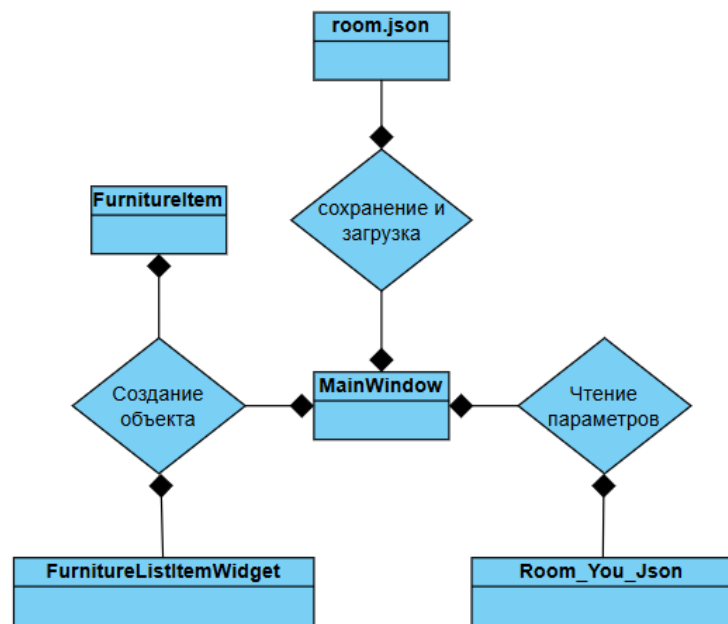 room.json
FurnitureItem
сохранение и
загрузка
MainWindow
Создание
объекта
Чтение
параметров
FurnitureListItemWidget
Room_You_Json